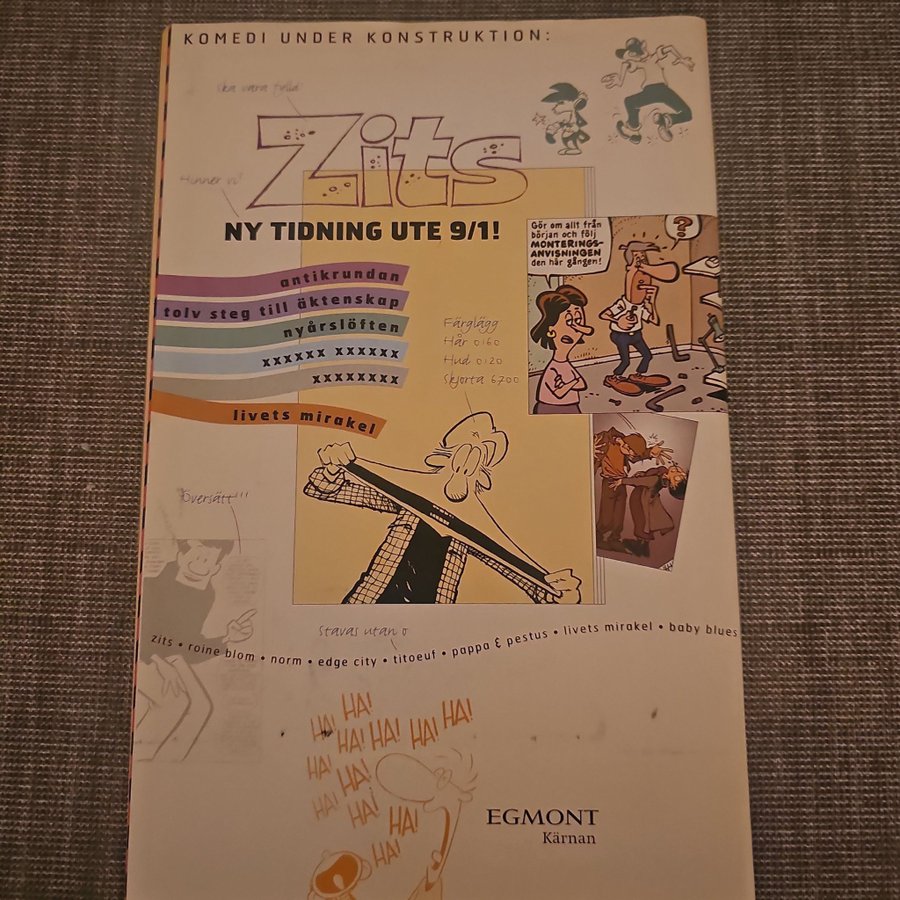 KOMEDI UNDER KONSTRUKTION:
ska vara fylld
Zits
Hinner vi?
NY TIDNING UTE 9/1!
Gör om allt från
början och följ
MONTERINGS-
ANVISNINGEN
den här gången!
?
antikrundan
tolv steg till äktenskap
nyårslöften
xxxxxx xxxxxx
xxxxxxxx
livets mirakel
Färglägg
Hår 0160
Hud 0120
Skjorta 6700
Översätt!!!
Stavas utan o
zits • roine blom • norm • edge city • titoeuf • pappa & pestus • livets mirakel • baby blues
HA! HA!
HA! HA! HA! HA!
HA! HA!
HA! HA!
HA!
HA!
EGMONT
Kärnan